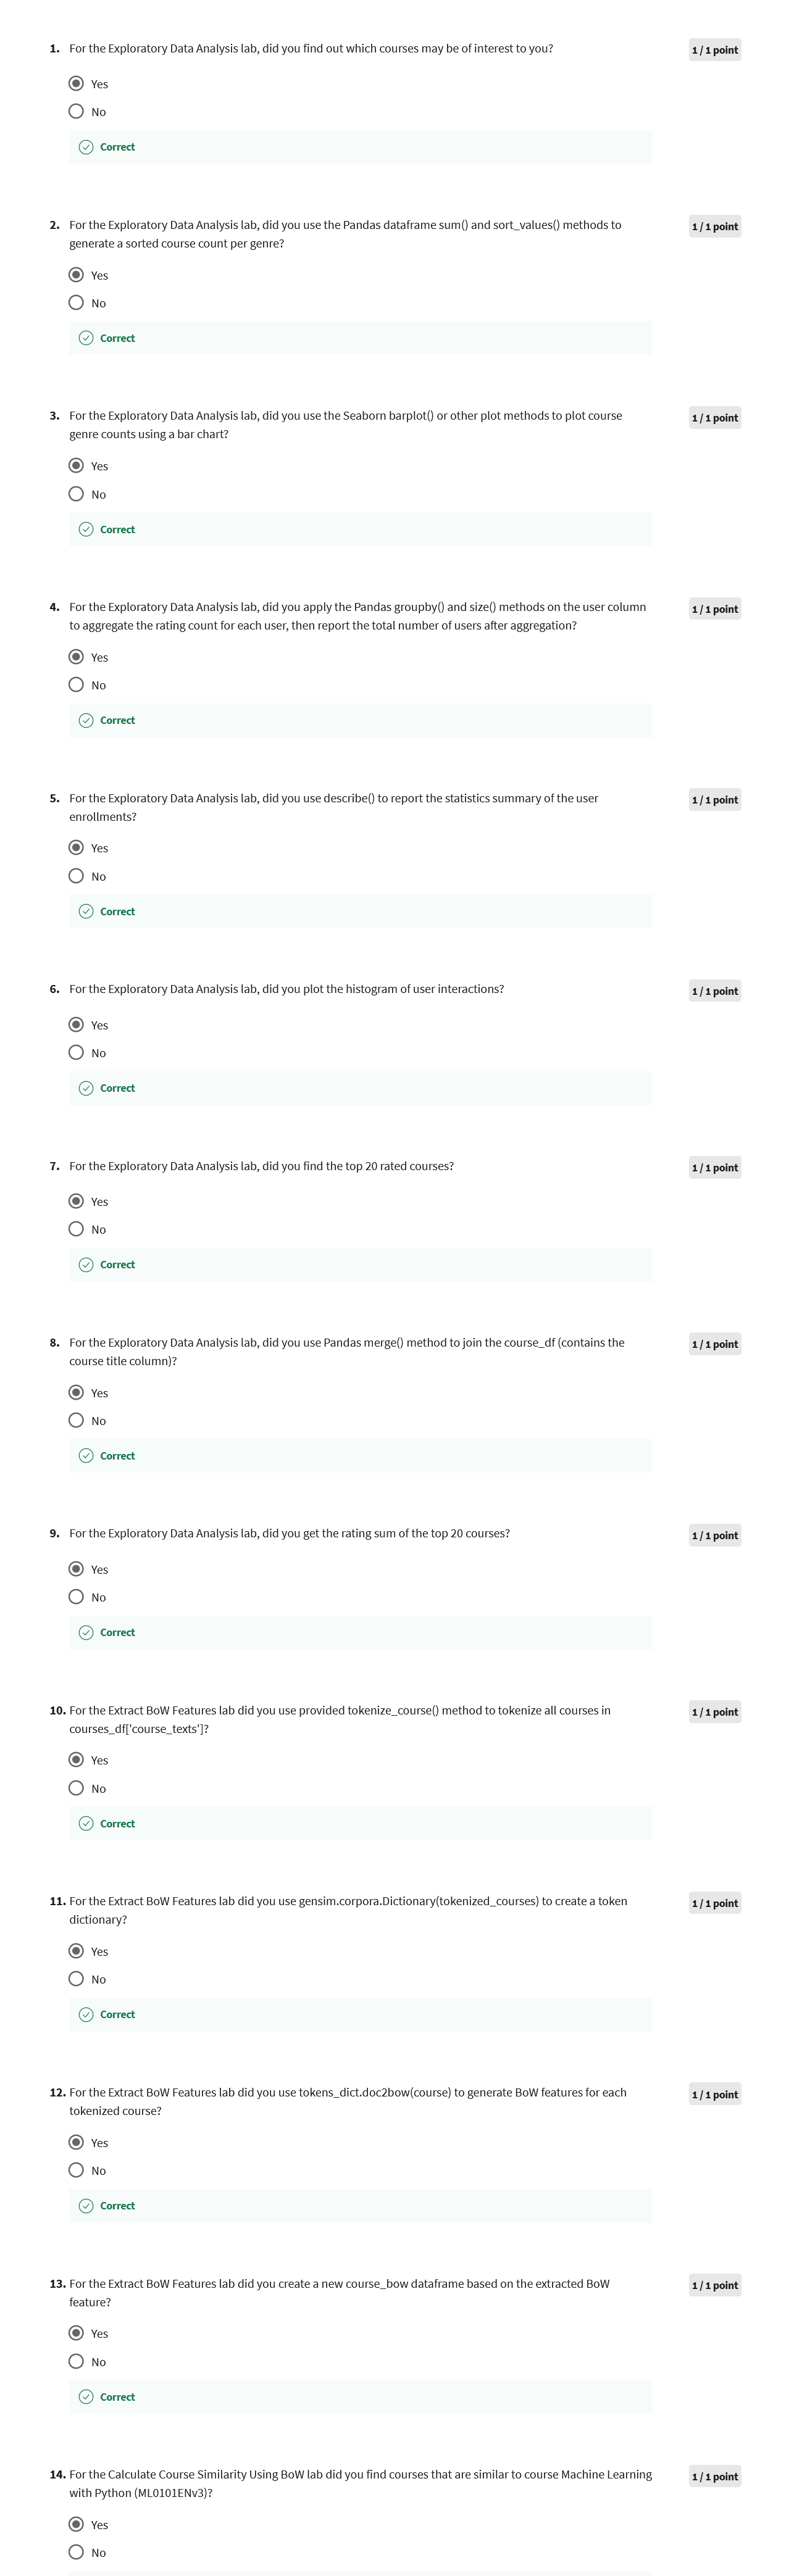 1. For the Exploratory Data Analysis lab, did you find out which courses may be of interest to you?
1 / 1 point
Yes
No
Correct
2. For the Exploratory Data Analysis lab, did you use the Pandas dataframe sum() and sort_values() methods to
generate a sorted course count per genre?
1 / 1 point
Yes
No
Correct
3. For the Exploratory Data Analysis lab, did you use the Seaborn barplot() or other plot methods to plot course
genre counts using a bar chart?
1 / 1 point
Yes
No
Correct
4. For the Exploratory Data Analysis lab, did you apply the Pandas groupby() and size() methods on the user column
to aggregate the rating count for each user, then report the total number of users after aggregation?
1 / 1 point
Yes
No
Correct
5. For the Exploratory Data Analysis lab, did you use describe() to report the statistics summary of the user
enrollments?
1 / 1 point
Yes
No
Correct
6. For the Exploratory Data Analysis lab, did you plot the histogram of user interactions?
1 / 1 point
Yes
No
Correct
7. For the Exploratory Data Analysis lab, did you find the top 20 rated courses?
1 / 1 point
Yes
No
Correct
8. For the Exploratory Data Analysis lab, did you use Pandas merge() method to join the course_df (contains the
course title column)?
1 / 1 point
Yes
No
Correct
9. For the Exploratory Data Analysis lab, did you get the rating sum of the top 20 courses?
1 / 1 point
Yes
No
Correct
10. For the Extract BoW Features lab did you use provided tokenize_course() method to tokenize all courses in
courses_df['course_texts']?
1 / 1 point
Yes
No
Correct
11. For the Extract BoW Features lab did you use gensim.corpora.Dictionary(tokenized_courses) to create a token
dictionary?
1 / 1 point
Yes
No
Correct
12. For the Extract BoW Features lab did you use tokens_dict.doc2bow(course) to generate BoW features for each
tokenized course?
1 / 1 point
Yes
No
Correct
13. For the Extract BoW Features lab did you create a new course_bow dataframe based on the extracted BoW
feature?
1 / 1 point
Yes
No
Correct
14. For the Calculate Course Similarity Using BoW lab did you find courses that are similar to course Machine Learning
with Python (ML0101ENv3)?
1 / 1 point
Yes
No